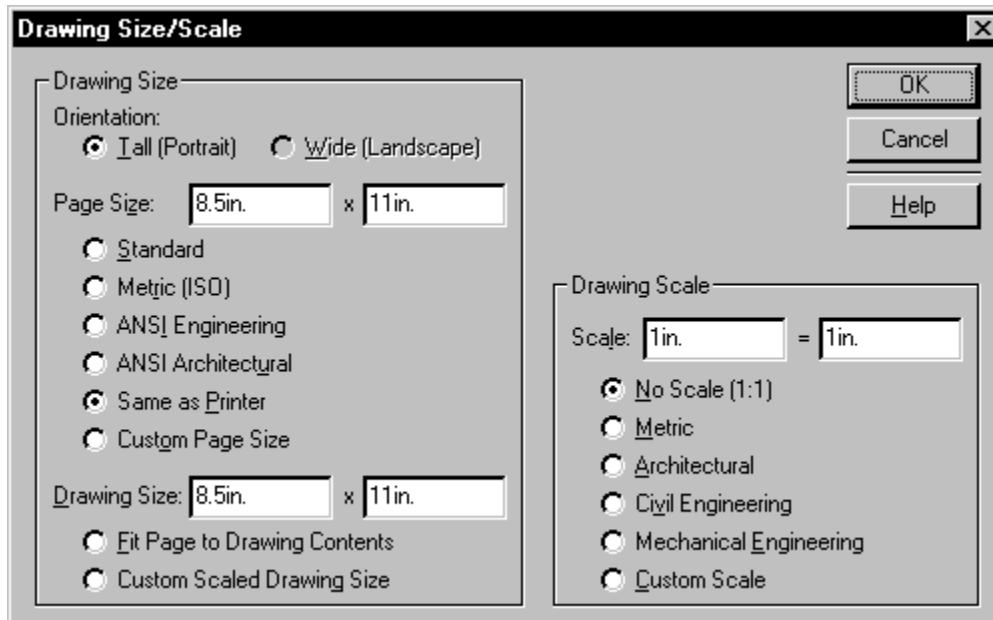 Drawing Size/Scale
Drawing Size
Orientation:
Tall (Portrait) Wide (Landscape)
Page Size: 8.5in. x 11in.
Standard
Metric (ISO)
ANSI Engineering
ANSI Architectural
Same as Printer
Custom Page Size
Drawing Size: 8.5in. x 11in.
Fit Page to Drawing Contents
Custom Scaled Drawing Size
OK
Cancel
Help
Drawing Scale
Scale: 1in. = 1in.
No Scale (1:1)
Metric
Architectural
Civil Engineering
Mechanical Engineering
Custom Scale